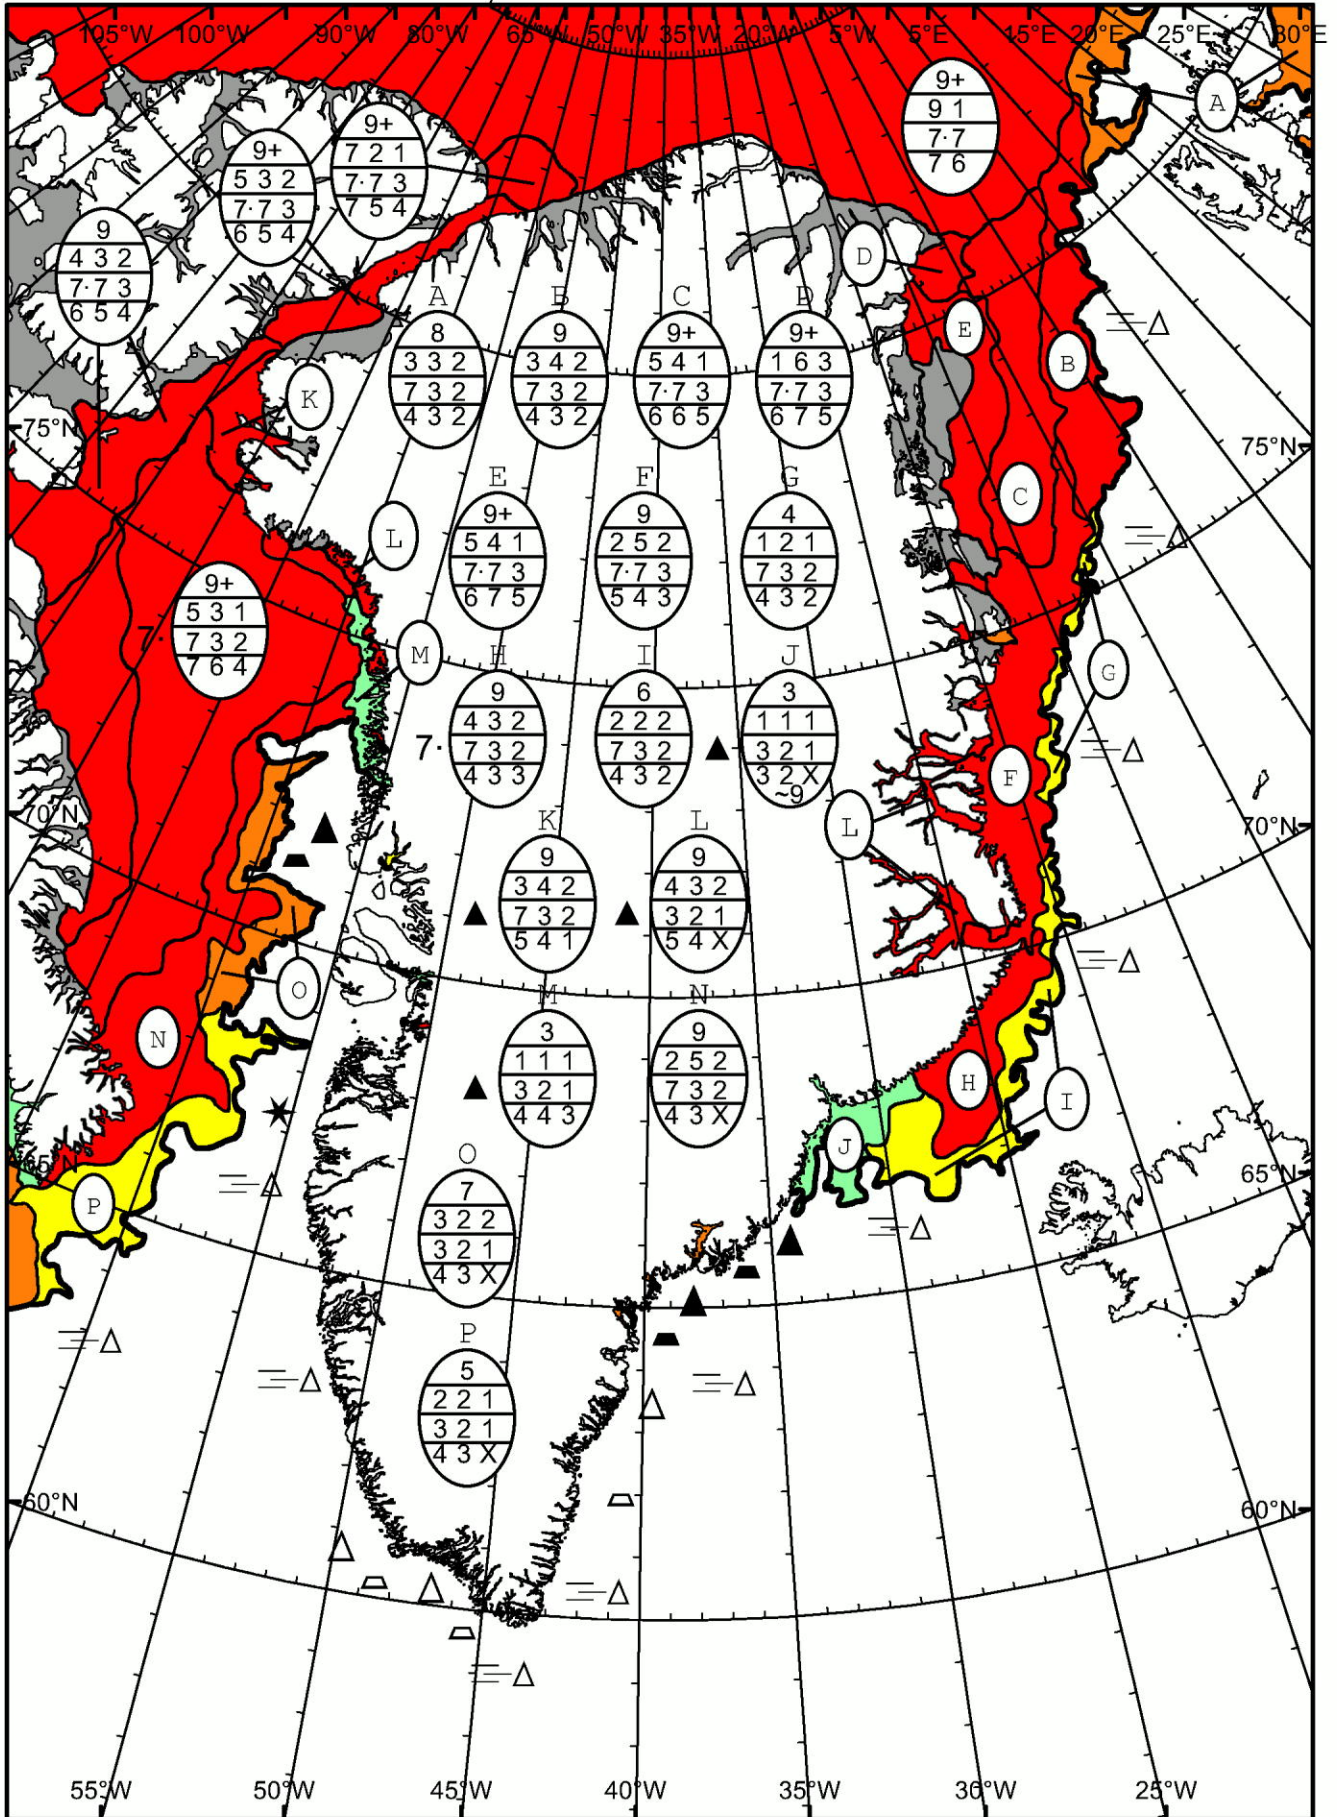 105°W 100°W 90°W 80°W 65°W 50°W 35°W 20°W 5°W 5°E 15°E 20°E 25°E 30°E
A
9+
9 1
7· 7
7 6
9+
7 2 1
7· 7 3
7 5 4
9+
5 3 2
7· 7 3
6 5 4
9
4 3 2
7· 7 3
6 5 4
D
E
B
K
75°N
75°N
A
8
3 3 2
7 3 2
4 3 2
B
9
3 4 2
7 3 2
4 3 2
C
9+
5 4 1
7· 7 3
6 6 5
D
9+
1 6 3
7· 7 3
6 7 5
C
L
E
9+
5 4 1
7· 7 3
6 7 5
F
9
2 5 2
7· 7 3
5 4 3
G
4
1 2 1
7 3 2
4 3 2
9+
5 3 1
7· 7 3 2
7 6 4
M
G
H
9
4 3 2
7· 7 3 2
4 3 3
I
6
2 2 2
7 3 2
4 3 2
J
3
1 1 1
3 2 1
3 2 X
~9
F
L
70°N
70°N
K
9
3 4 2
7 3 2
5 4 1
L
9
4 3 2
3 2 1
5 4 X
O
N
M
3
1 1 1
3 2 1
4 4 3
N
9
2 5 2
7 3 2
4 3 X
H
I
J
65°N
65°N
P
O
7
3 2 2
3 2 1
4 3 X
P
5
2 2 1
3 2 1
4 3 X
60°N
60°N
55°W 50°W 45°W 40°W 35°W 30°W 25°W